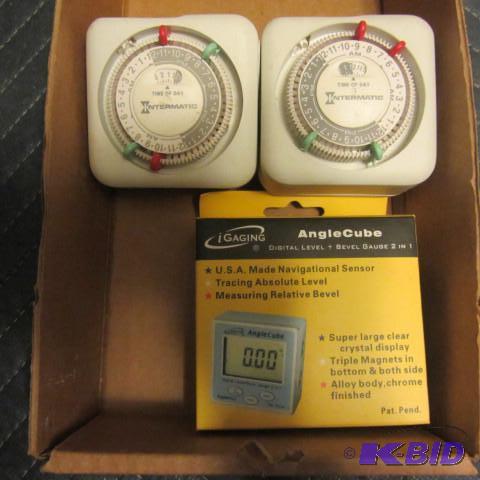 TIME OF DAY
INTERMATIC
AM
TIME OF DAY
INTERMATIC
AM
iGAGING ®
AngleCube
DIGITAL LEVEL + BEVEL GAUGE 2 IN 1
★ U.S.A. Made Navigational Sensor
★ Tracing Absolute Level
★ Measuring Relative Bevel
AngleCube
0.00°
★ Super large clear
crystal display
★ Triple Magnets in
bottom & both side
★ Alloy body,chrome
finished
Pat. Pend.
© K-BID